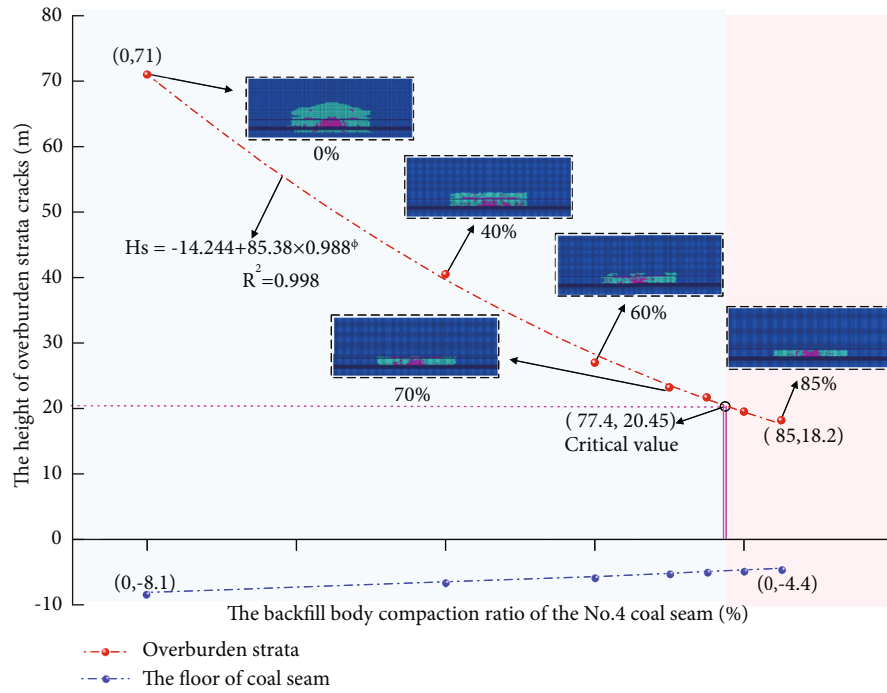 80
70
60
50
40
30
20
10
0
-10
The height of overburden strata cracks (m)
(0,71)
0%
40%
Hs = -14.244+85.38×0.988^ϕ
R²=0.998
60%
70%
85%
( 77.4, 20.45)
Critical value
( 85,18.2)
(0,-8.1)
(0,-4.4)
The backfill body compaction ratio of the No.4 coal seam (%)
Overburden strata
The floor of coal seam